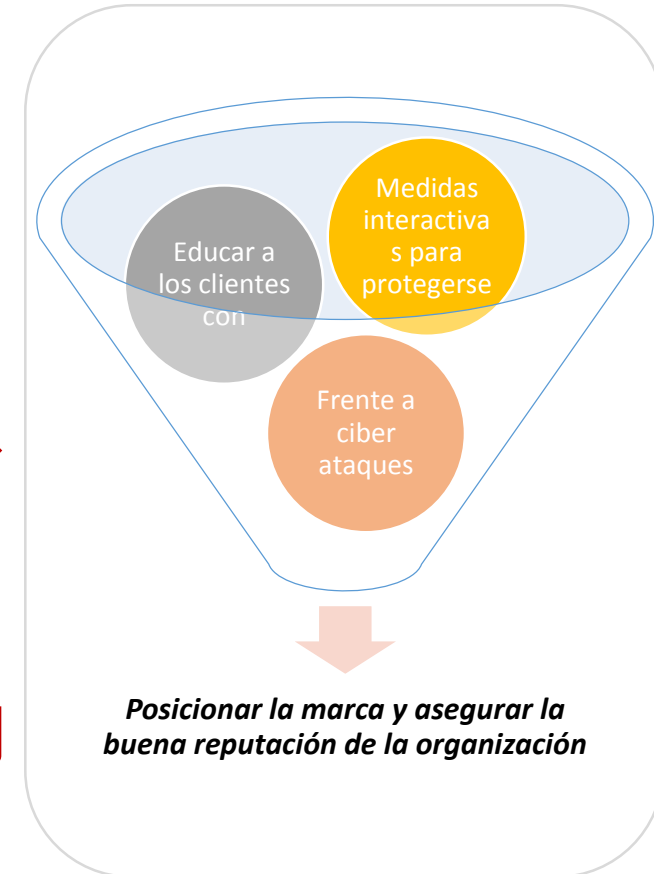 Educar a
los clientes
con
Medidas
interactiva
s para
protegerse
Frente a
ciber
ataques
Posicionar la marca y asegurar la
buena reputación de la organización